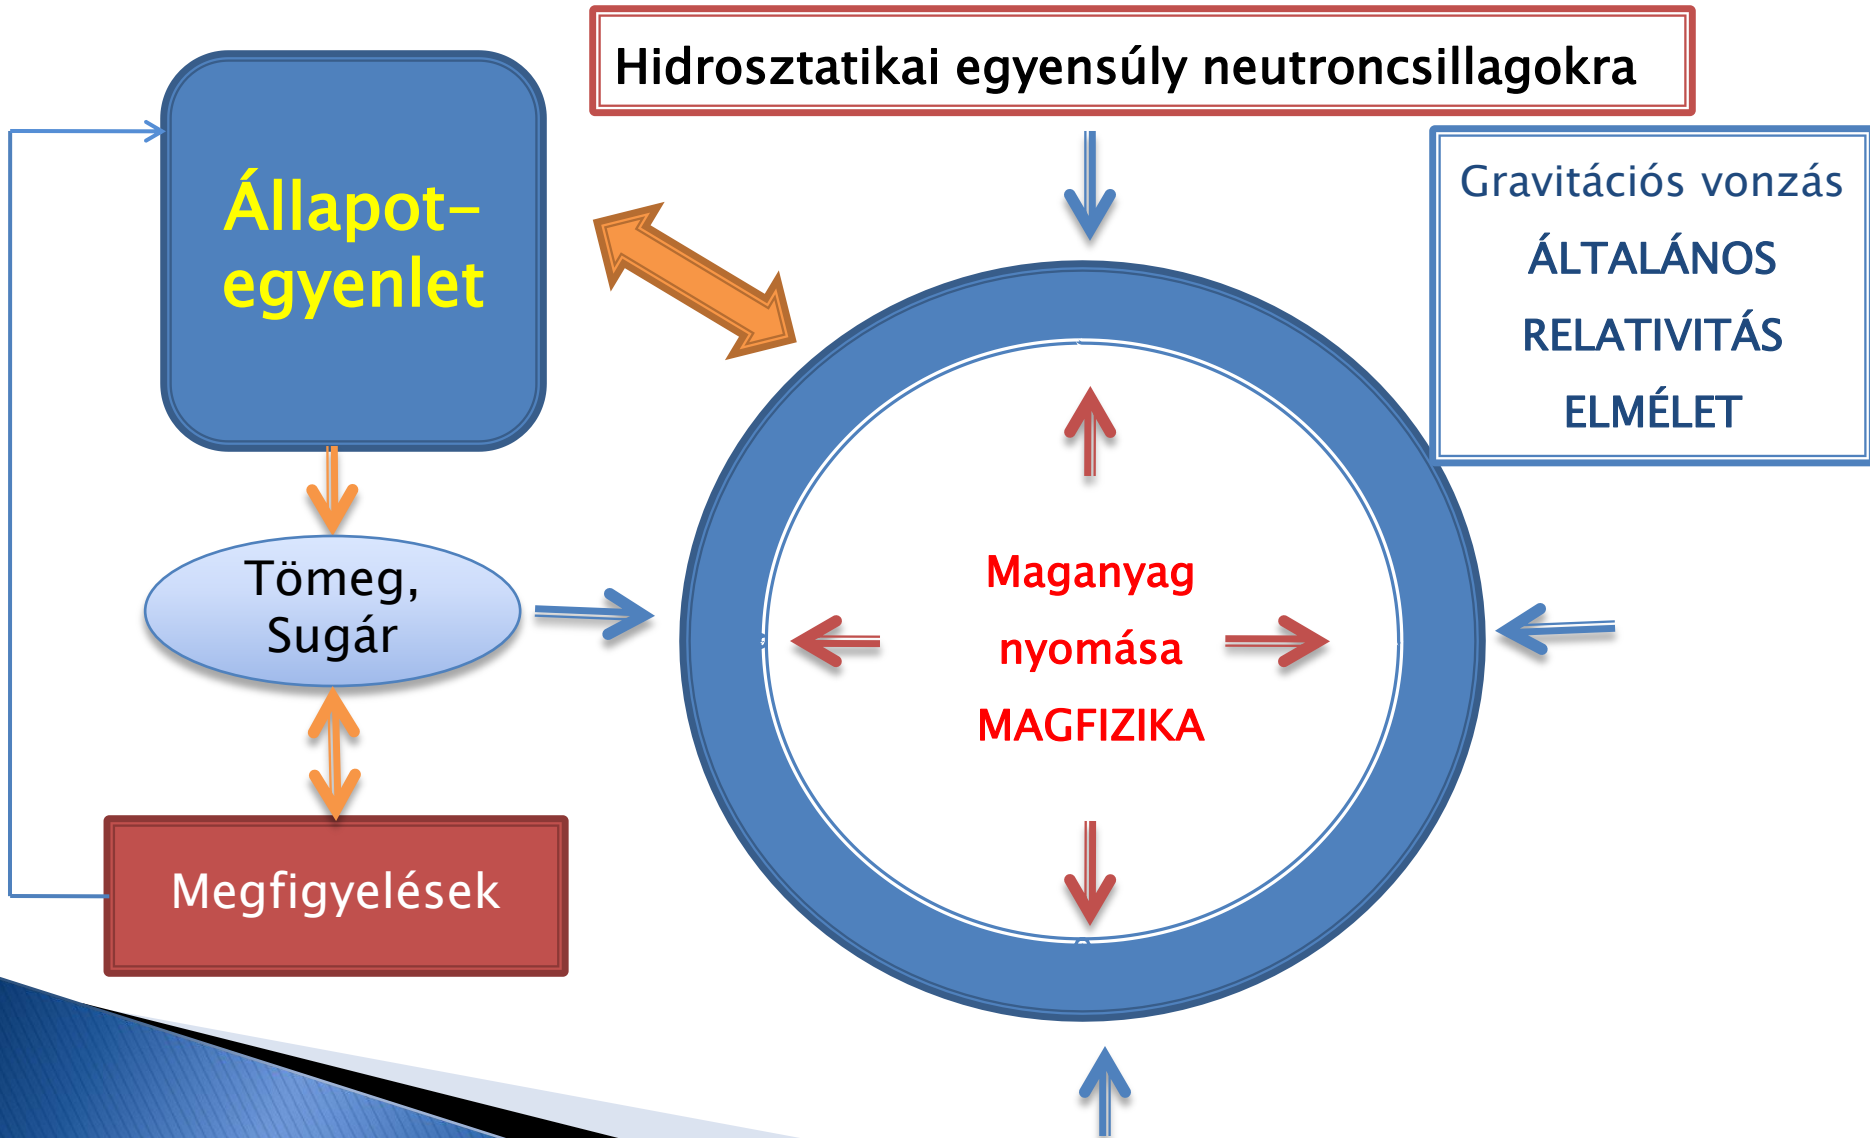 Hidrosztatikai egyensúly neutroncsillagokra
Állapot-
egyenlet
Gravitációs vonzás
ÁLTALÁNOS
RELATIVITÁS
ELMÉLET
Tömeg,
Sugár
Maganyag
nyomása
MAGFIZIKA
Megfigyelések